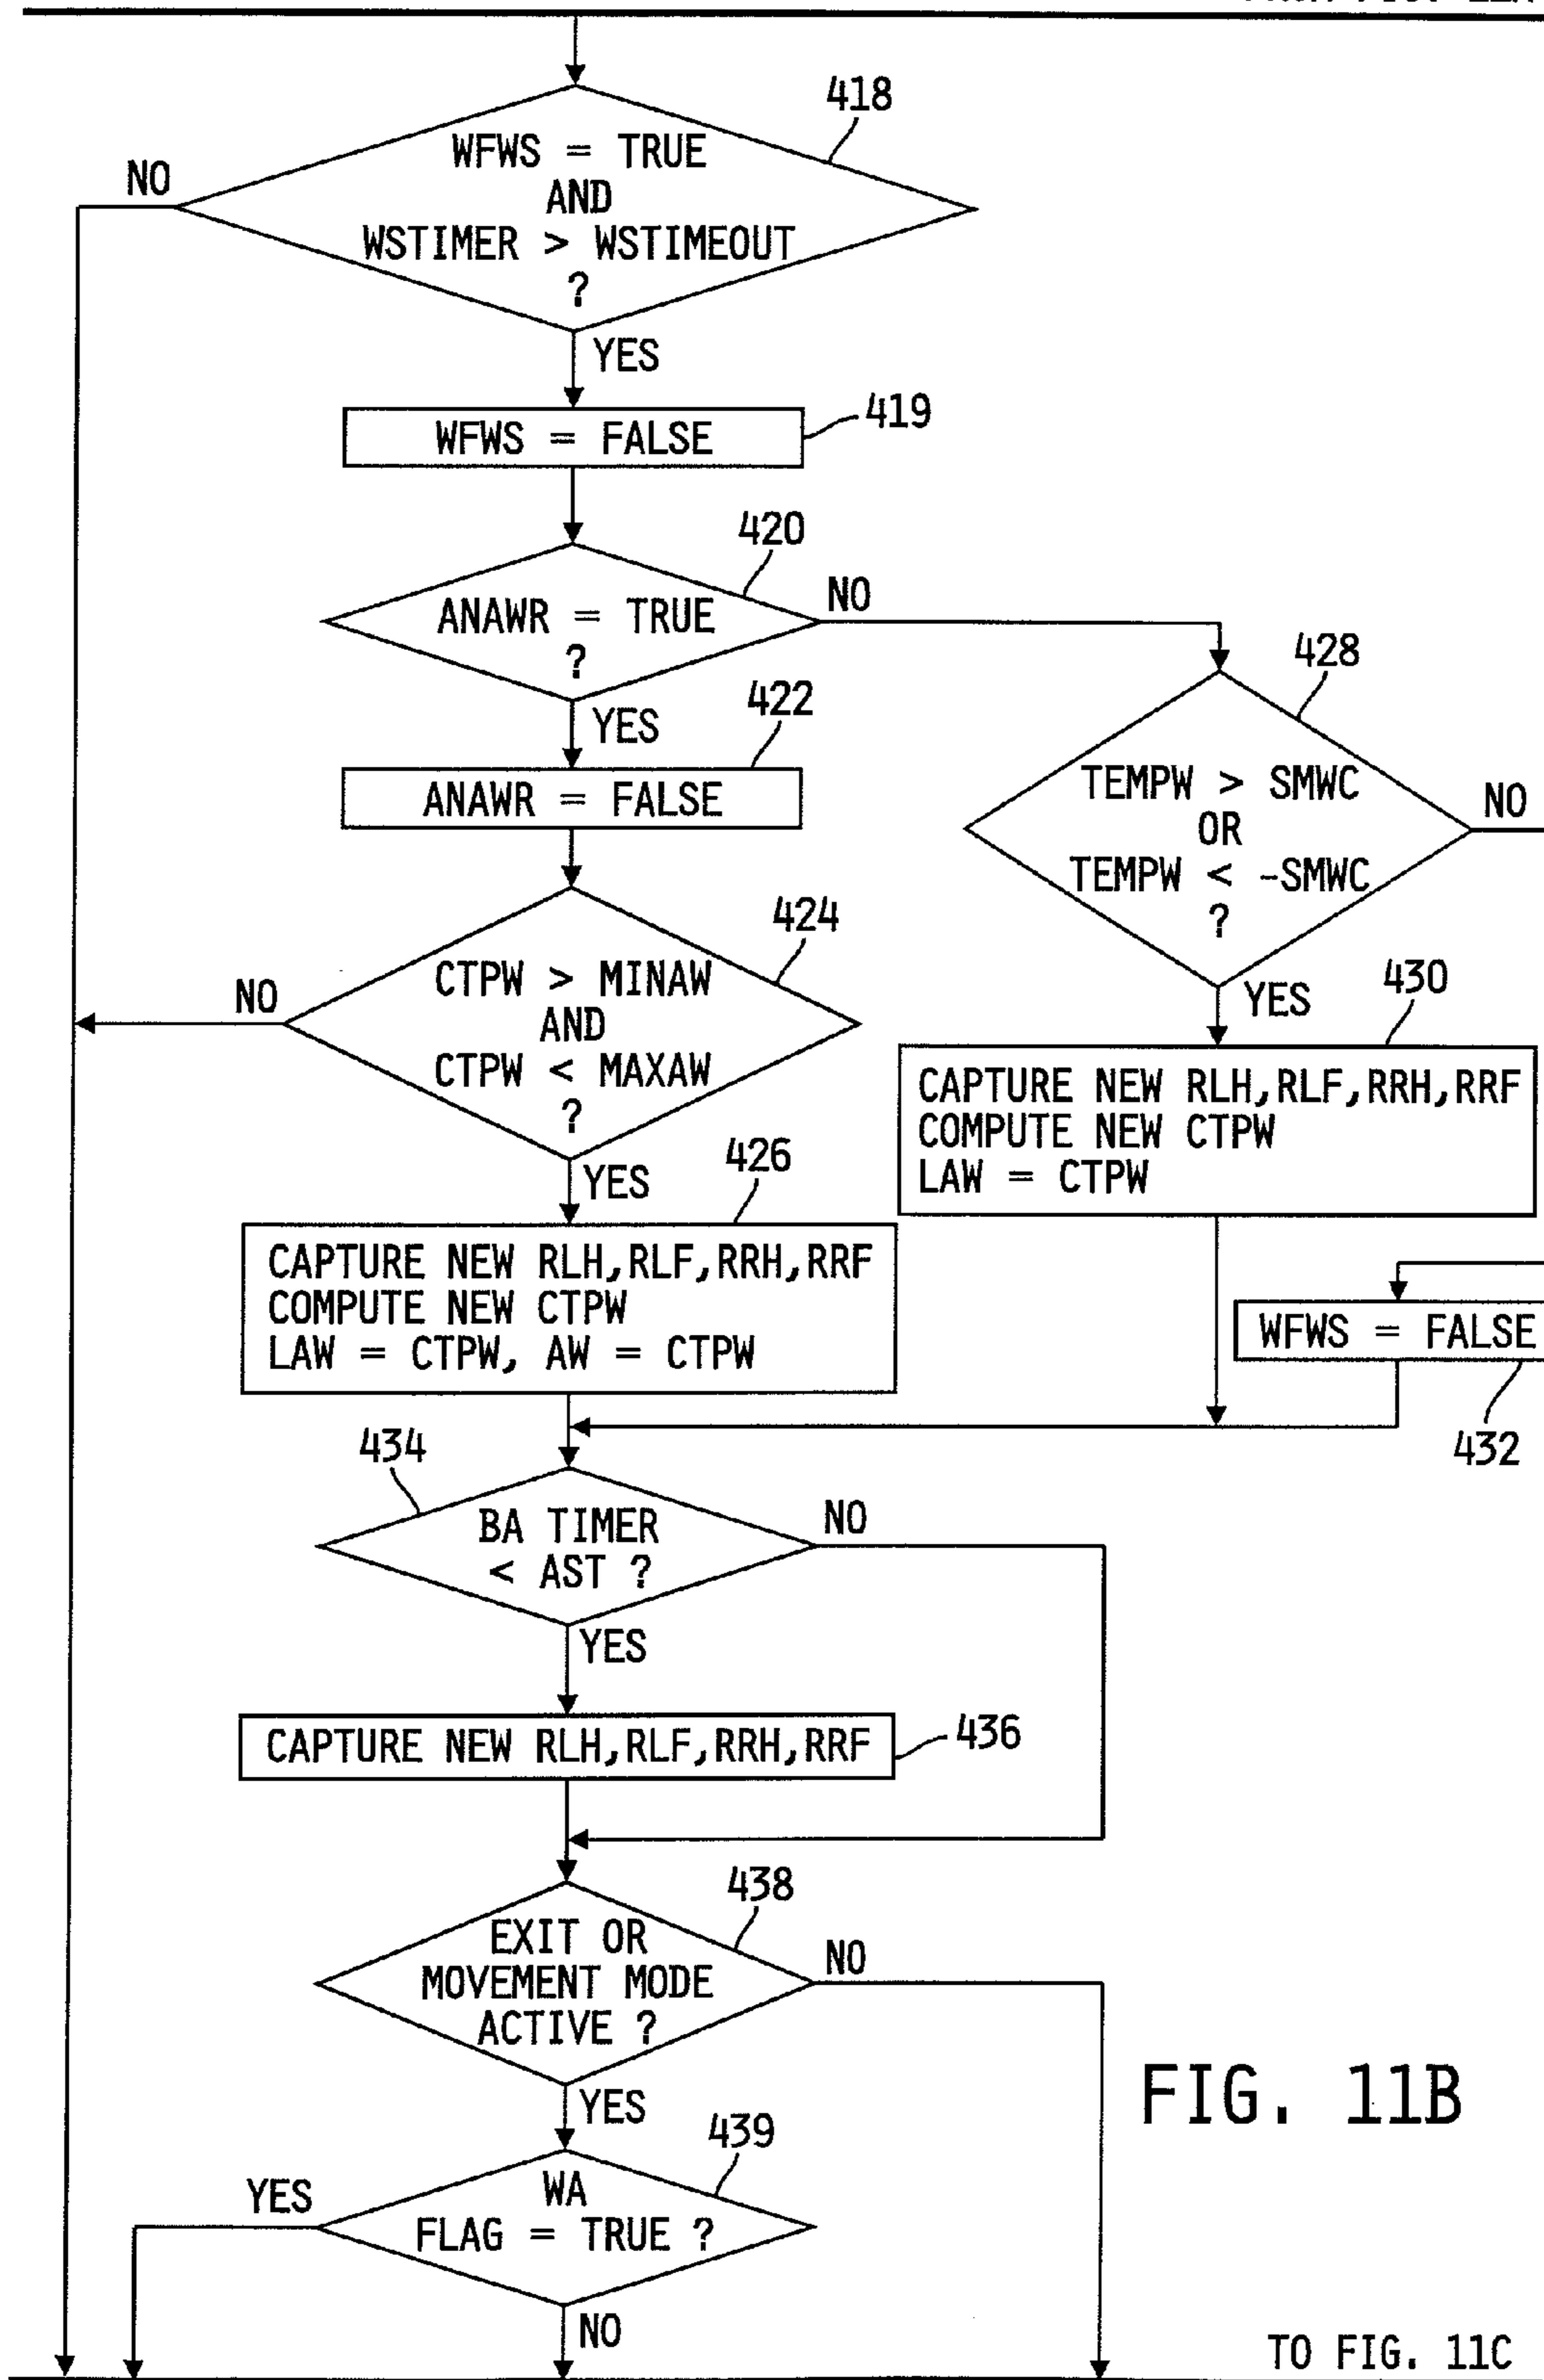 418
WFWS = TRUE
AND
WSTIMER > WSTIMEOUT
?
NO
YES
WFWS = FALSE
419
420
ANAWR = TRUE
?
NO
YES
422
ANAWR = FALSE
428
TEMPW > SMWC
OR
TEMPW < -SMWC
?
NO
YES
424
CTPW > MINAW
AND
CTPW < MAXAW
?
NO
YES
430
CAPTURE NEW RLH,RLF,RRH,RRF
COMPUTE NEW CTPW
LAW = CTPW
426
CAPTURE NEW RLH,RLF,RRH,RRF
COMPUTE NEW CTPW
LAW = CTPW, AW = CTPW
WFWS = FALSE
432
434
BA TIMER
< AST ?
NO
YES
CAPTURE NEW RLH,RLF,RRH,RRF
436
438
EXIT OR
MOVEMENT MODE
ACTIVE ?
NO
YES
439
WA
FLAG = TRUE ?
YES
NO
FIG. 11B
TO FIG. 11C